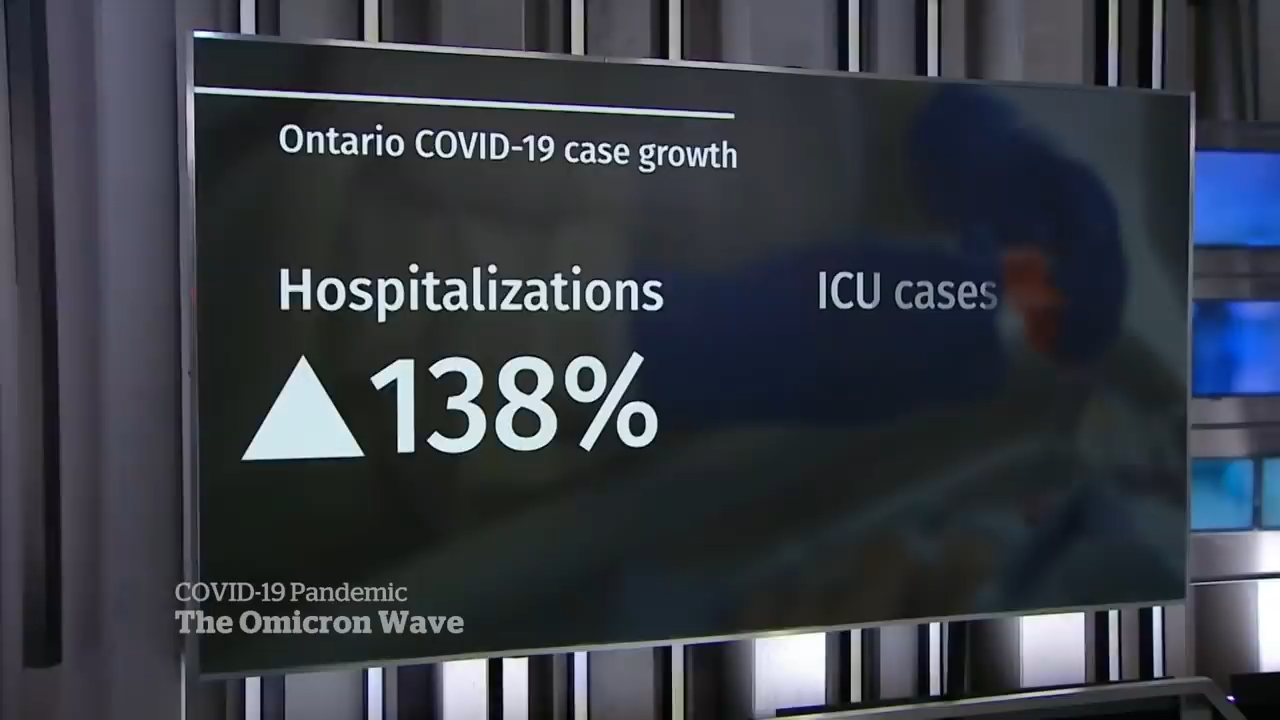 Ontario COVID-19 case growth
Hospitalizations
ICU cases
▲138%
COVID-19 Pandemic
The Omicron Wave